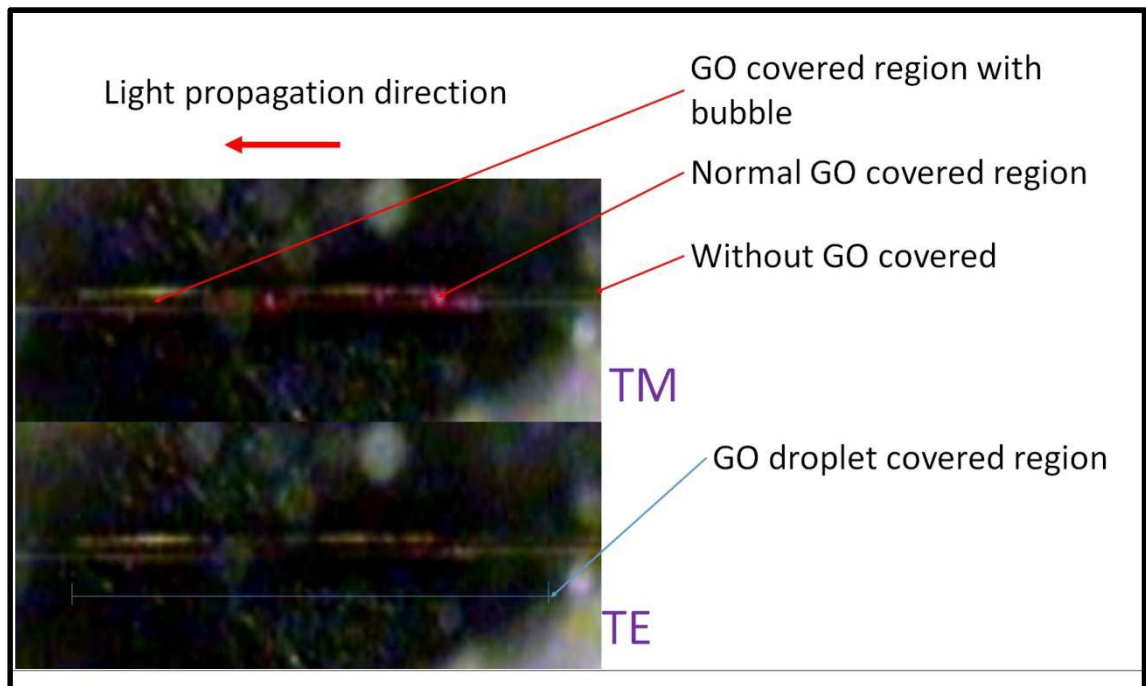 Light propagation direction
GO covered region with
bubble
Normal GO covered region
Without GO covered
TM
GO droplet covered region
TE